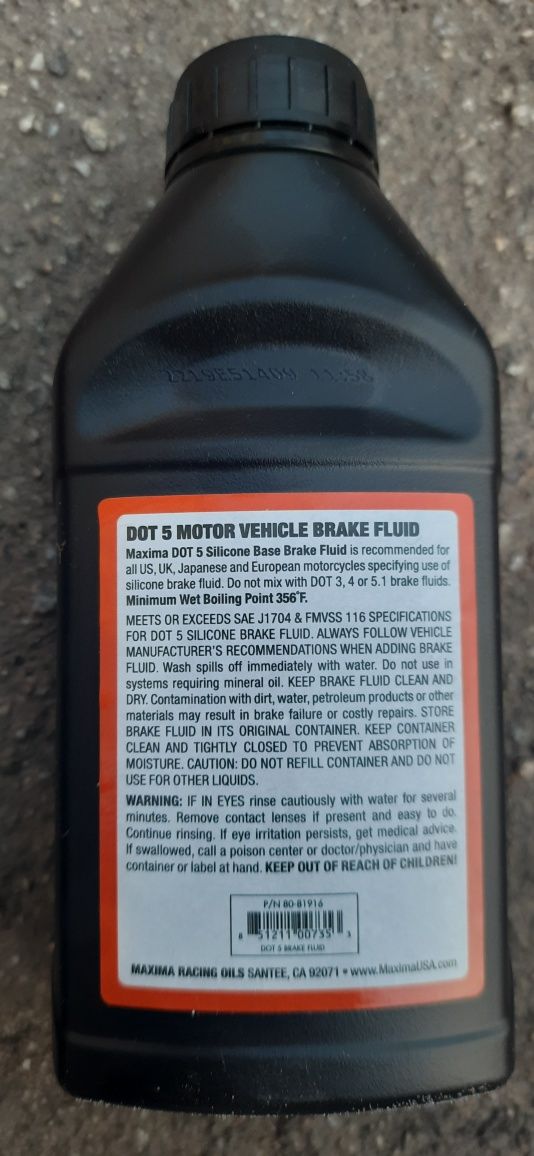 2219E51409 11:58
DOT 5 MOTOR VEHICLE BRAKE FLUID
Maxima DOT 5 Silicone Base Brake Fluid is recommended for
all US, UK, Japanese and European motorcycles specifying use of
silicone brake fluid. Do not mix with DOT 3, 4 or 5.1 brake fluids.
Minimum Wet Boiling Point 356°F.
MEETS OR EXCEEDS SAE J1704 & FMVSS 116 SPECIFICATIONS
FOR DOT 5 SILICONE BRAKE FLUID. ALWAYS FOLLOW VEHICLE
MANUFACTURER'S RECOMMENDATIONS WHEN ADDING BRAKE
FLUID. Wash spills off immediately with water. Do not use in
systems requiring mineral oil. KEEP BRAKE FLUID CLEAN AND
DRY. Contamination with dirt, water, petroleum products or other
materials may result in brake failure or costly repairs. STORE
BRAKE FLUID IN ITS ORIGINAL CONTAINER. KEEP CONTAINER
CLEAN AND TIGHTLY CLOSED TO PREVENT ABSORPTION OF
MOISTURE. CAUTION: DO NOT REFILL CONTAINER AND DO NOT
USE FOR OTHER LIQUIDS.
WARNING: IF IN EYES rinse cautiously with water for several
minutes. Remove contact lenses if present and easy to do.
Continue rinsing. If eye irritation persists, get medical advice.
If swallowed, call a poison center or doctor/physician and have
container or label at hand. KEEP OUT OF REACH OF CHILDREN!
P/N 80-81916
8 51211 00735 3
DOT 5 BRAKE FLUID
MAXIMA RACING OILS SANTEE, CA 92071 • www.MaximaUSA.com